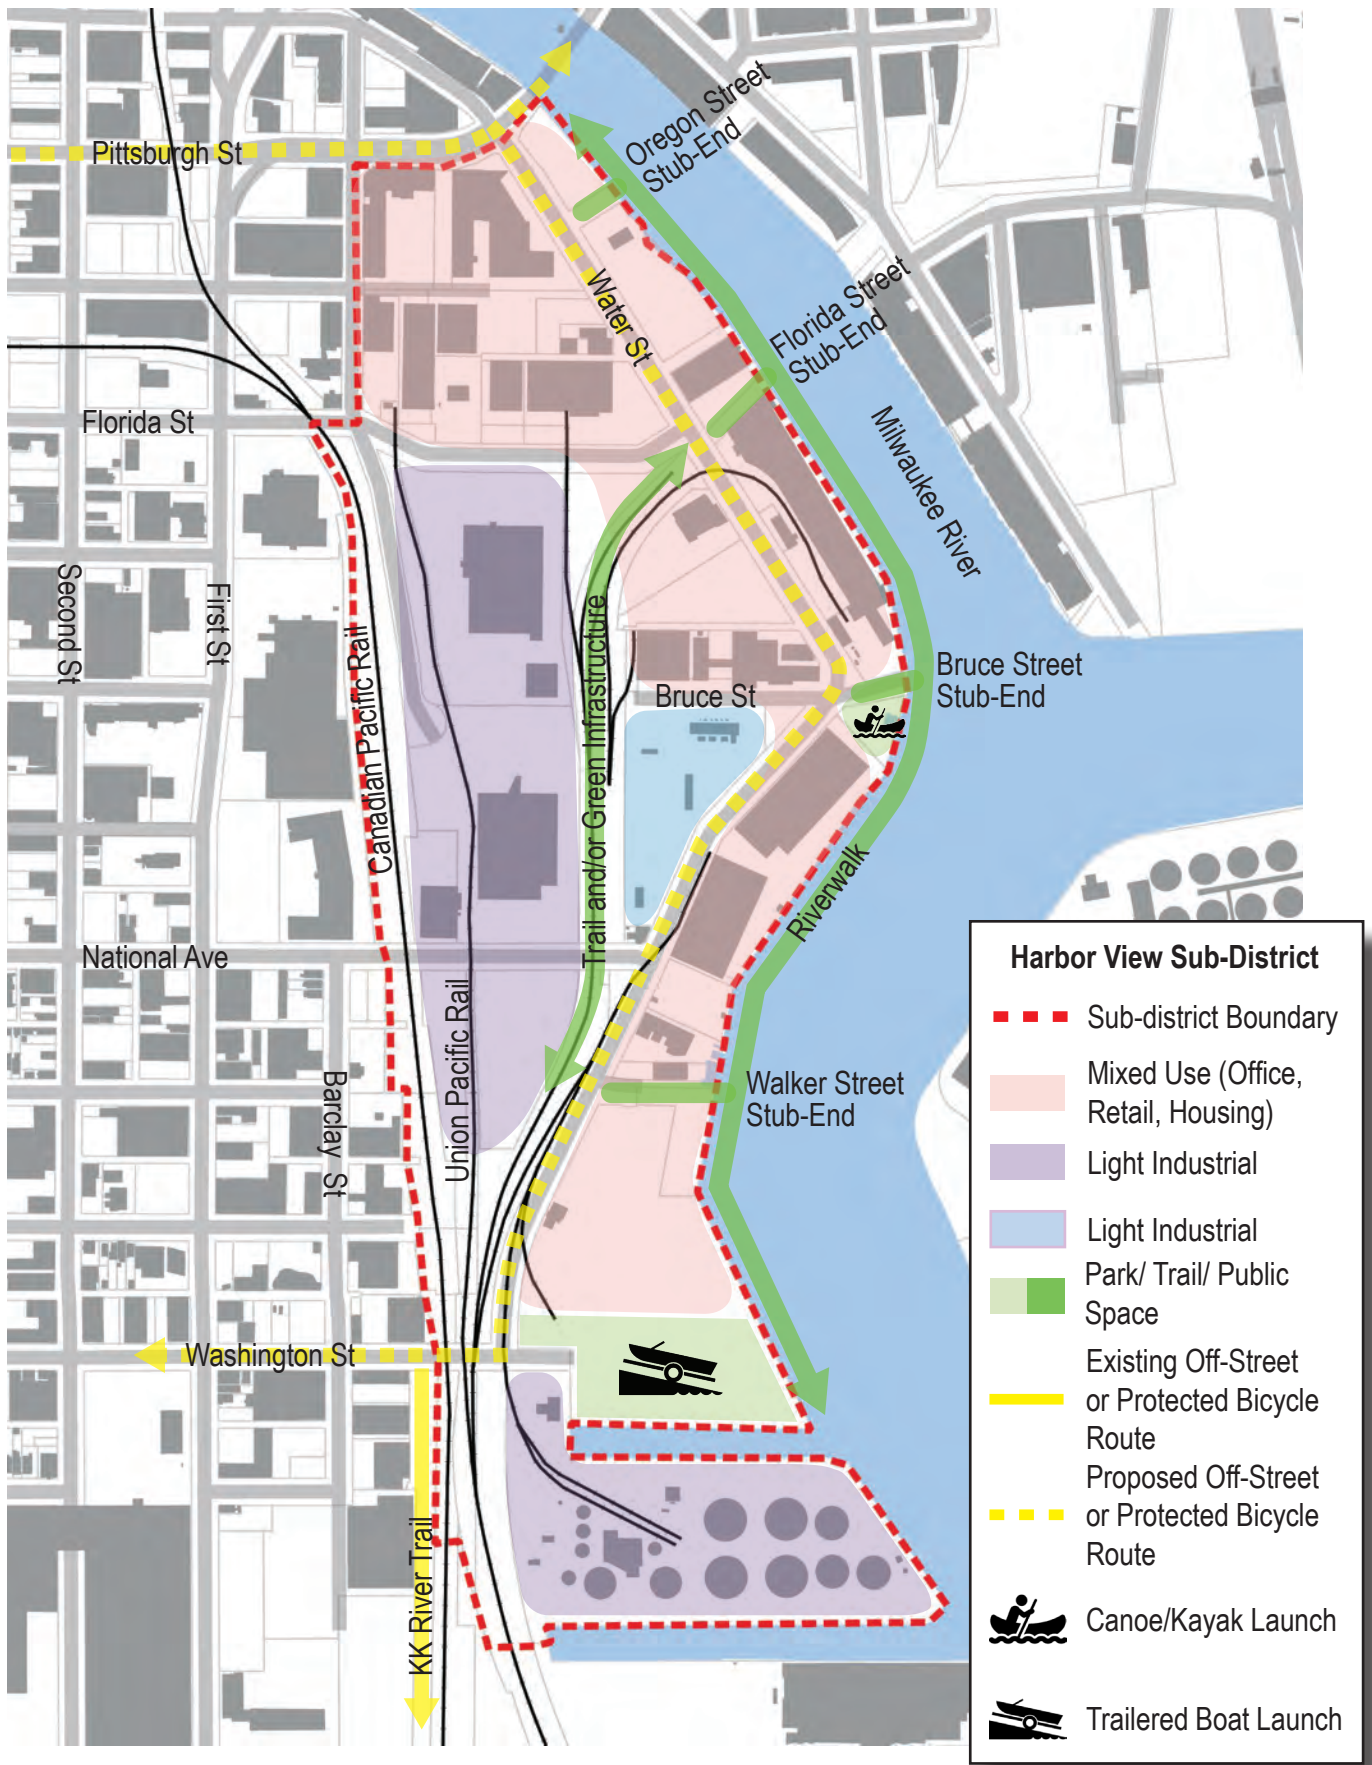 Pittsburgh St
Oregon Street
Stub-End
Water St
Florida Street
Stub-End
Florida St
Milwaukee River
Second St
First St
Canadian Pacific Rail
Trail and/or Green Infrastructure
Bruce St
Bruce Street
Stub-End
Riverwalk
National Ave
Union Pacific Rail
Barclay St
Walker Street
Stub-End
Washington St
KK River Trail
Harbor View Sub-District
Sub-district Boundary
Mixed Use (Office,
Retail, Housing)
Light Industrial
Light Industrial
Park/ Trail/ Public
Space
Existing Off-Street
or Protected Bicycle
Route
Proposed Off-Street
or Protected Bicycle
Route
Canoe/Kayak Launch
Trailered Boat Launch